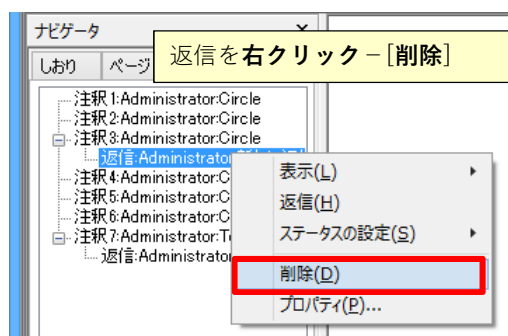 ナビゲータ
返信を右クリック－[削除]
しおり ページ
注釈1:Administrator:Circle
注釈2:Administrator:Circle
注釈3:Administrator:Circle
返信:Administrator
注釈4:Administrator:C
注釈5:Administrator:C
注釈6:Administrator:C
注釈7:Administrator:T
返信:Administrator
表示(L)
返信(H)
ステータスの設定(S)
削除(D)
プロパティ(P)...